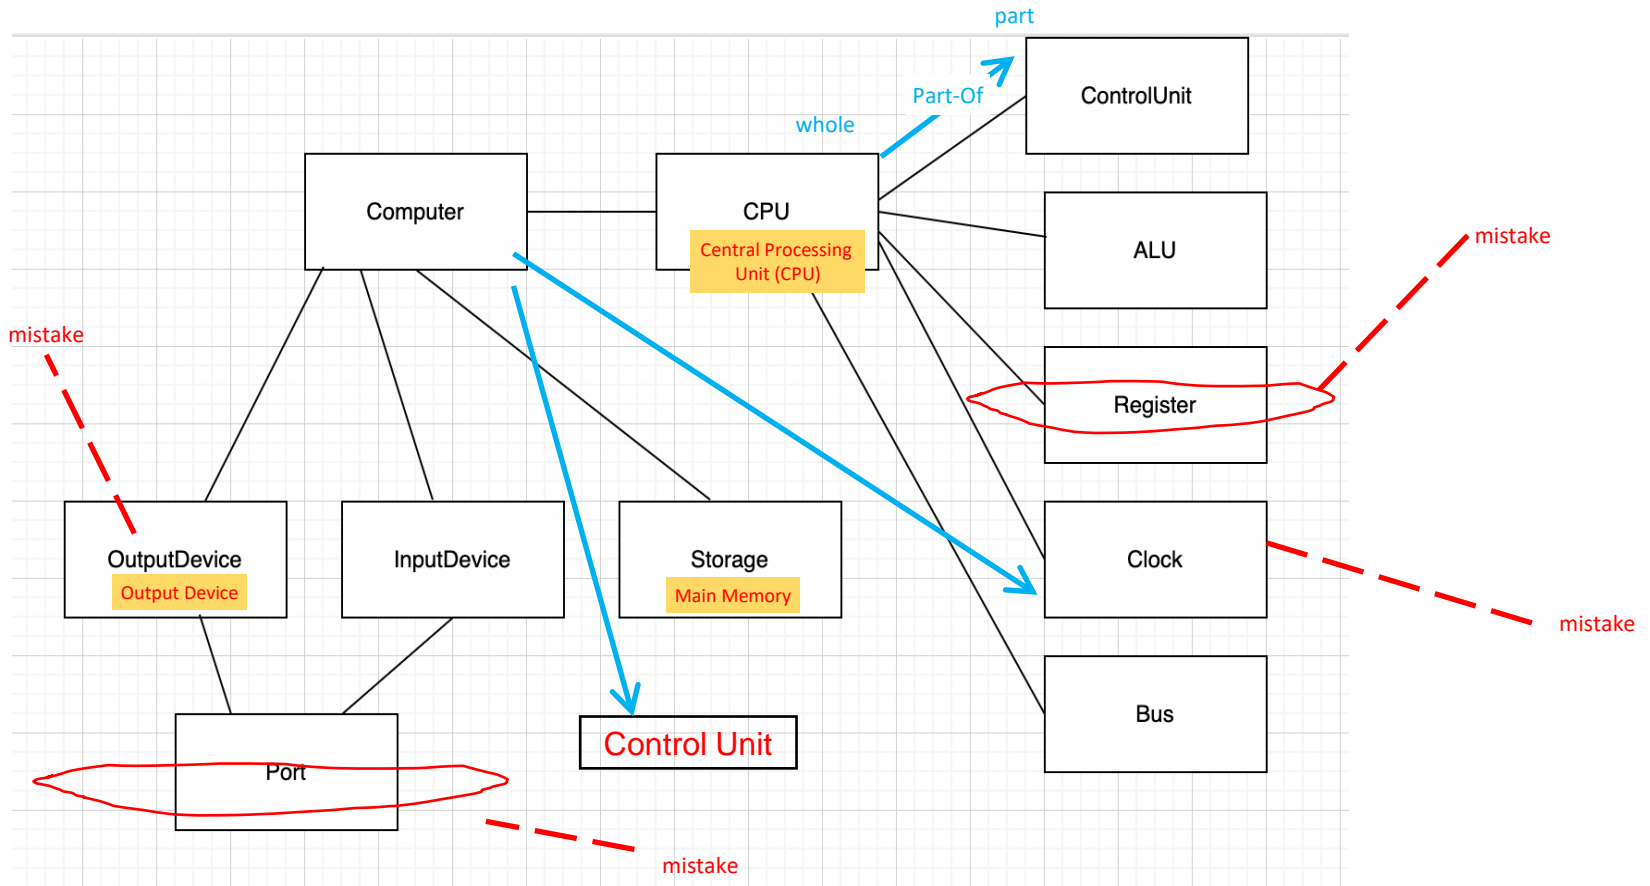 part
ControlUnit
Part-Of
whole
Computer
CPU
Central Processing
Unit (CPU)
ALU
mistake
mistake
Register
OutputDevice
Output Device
InputDevice
Storage
Main Memory
Clock
mistake
Bus
Control Unit
Port
mistake